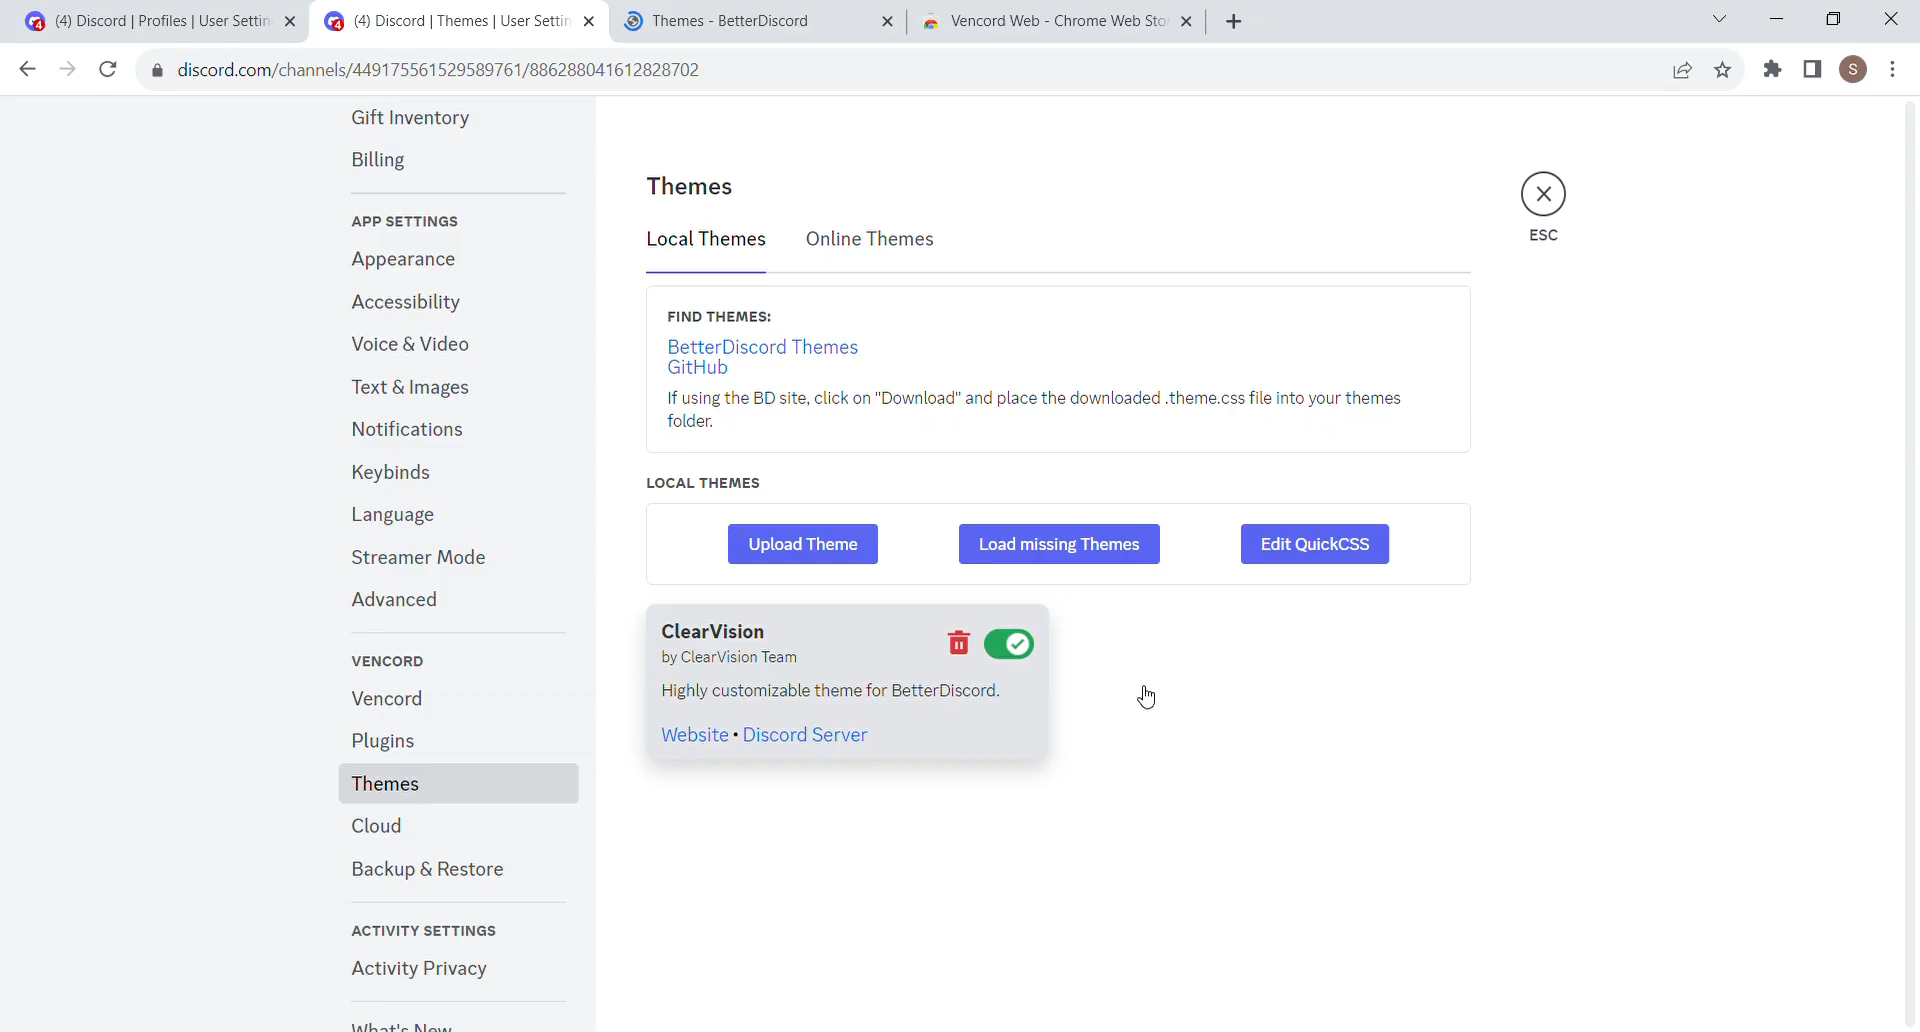 (4) Discord | Profiles | User Settin
(4) Discord | Themes | User Settin
Themes - BetterDiscord
Vencord Web - Chrome Web Sto
discord.com/channels/449175561529589761/886288041612828702
S
Gift Inventory
Billing
APP SETTINGS
Appearance
Accessibility
Voice & Video
Text & Images
Notifications
Keybinds
Language
Streamer Mode
Advanced
VENCORD
Vencord
Plugins
Themes
Cloud
Backup & Restore
ACTIVITY SETTINGS
Activity Privacy
What's New
Themes
ESC
Local Themes
Online Themes
FIND THEMES:
BetterDiscord Themes
GitHub
If using the BD site, click on "Download" and place the downloaded .theme.css file into your themes
folder.
LOCAL THEMES
Upload Theme
Load missing Themes
Edit QuickCSS
ClearVision
by ClearVision Team
Highly customizable theme for BetterDiscord.
Website • Discord Server